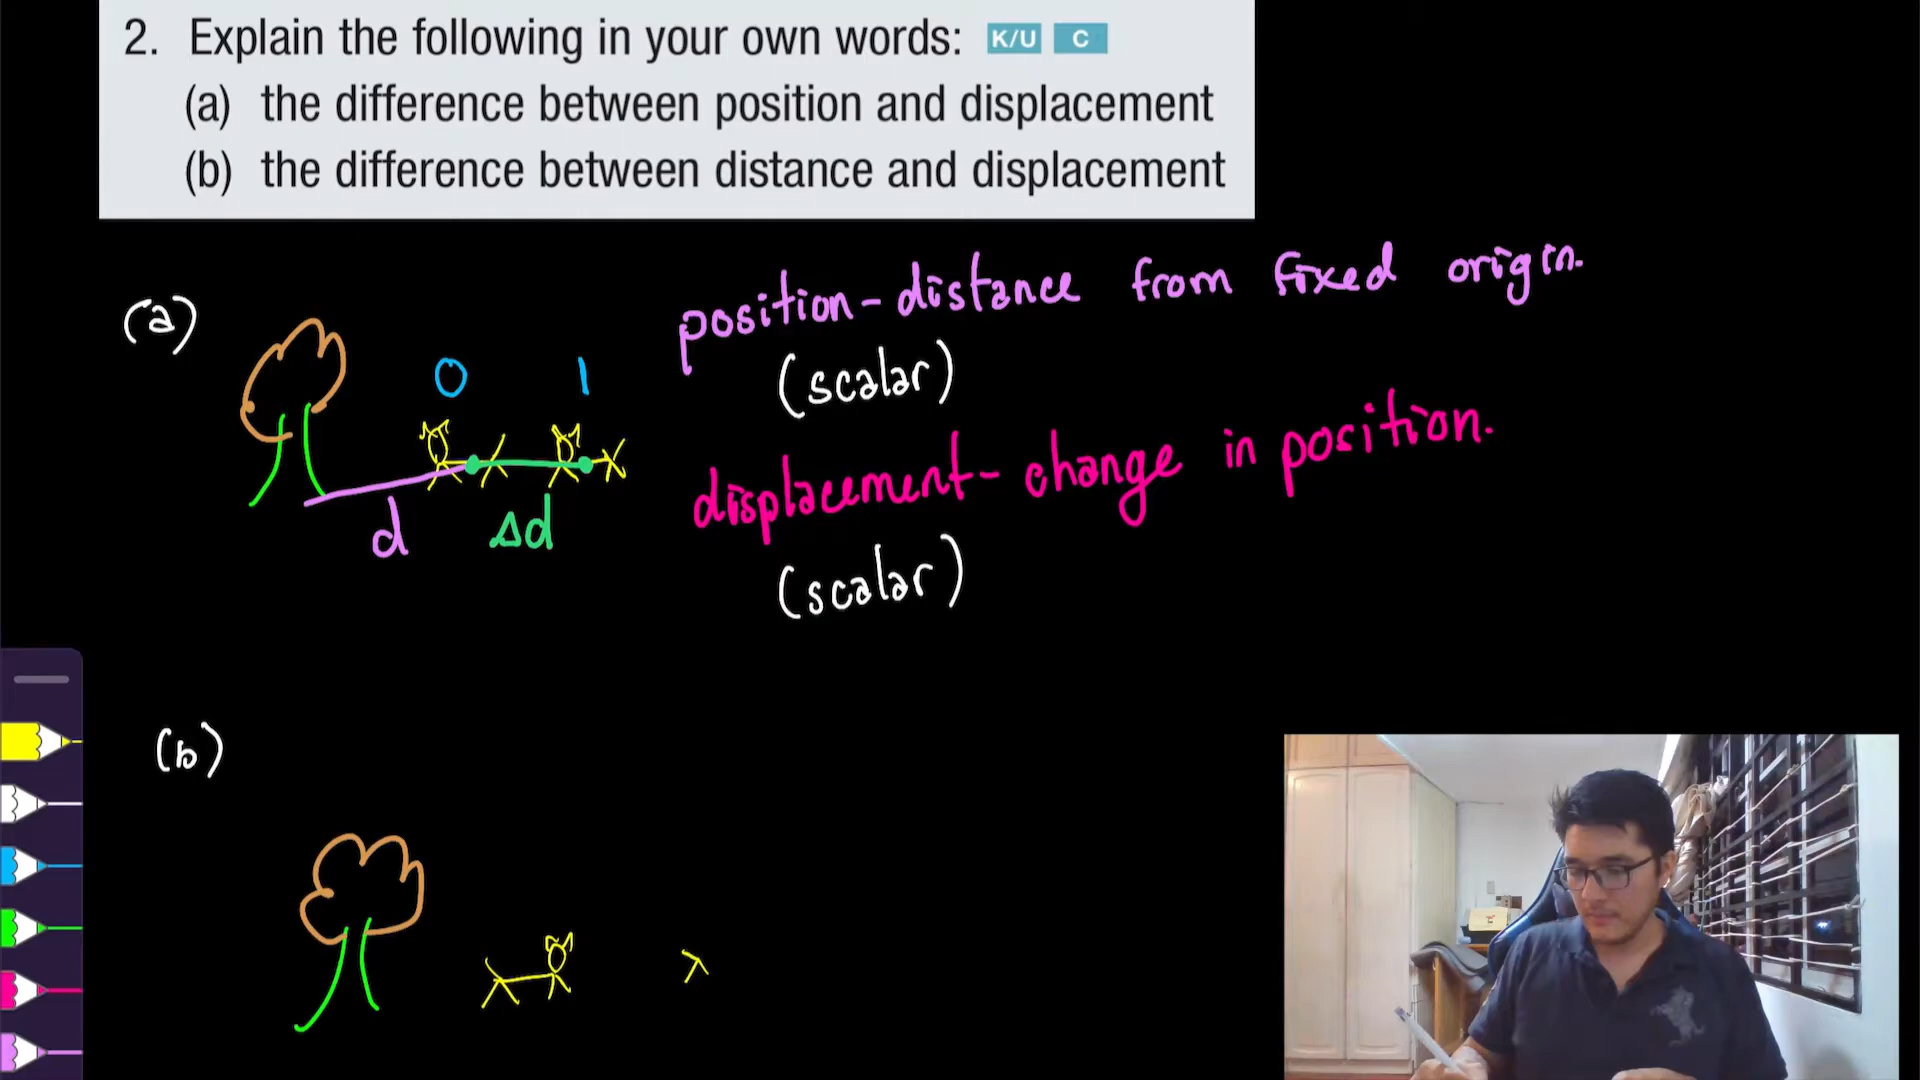 2. Explain the following in your own words: K/U C
(a) the difference between position and displacement
(b) the difference between distance and displacement
(a)
position - distance from fixed origin.
(scalar)
0 1
displacement - change in position.
d Δd
(scalar)
(b)